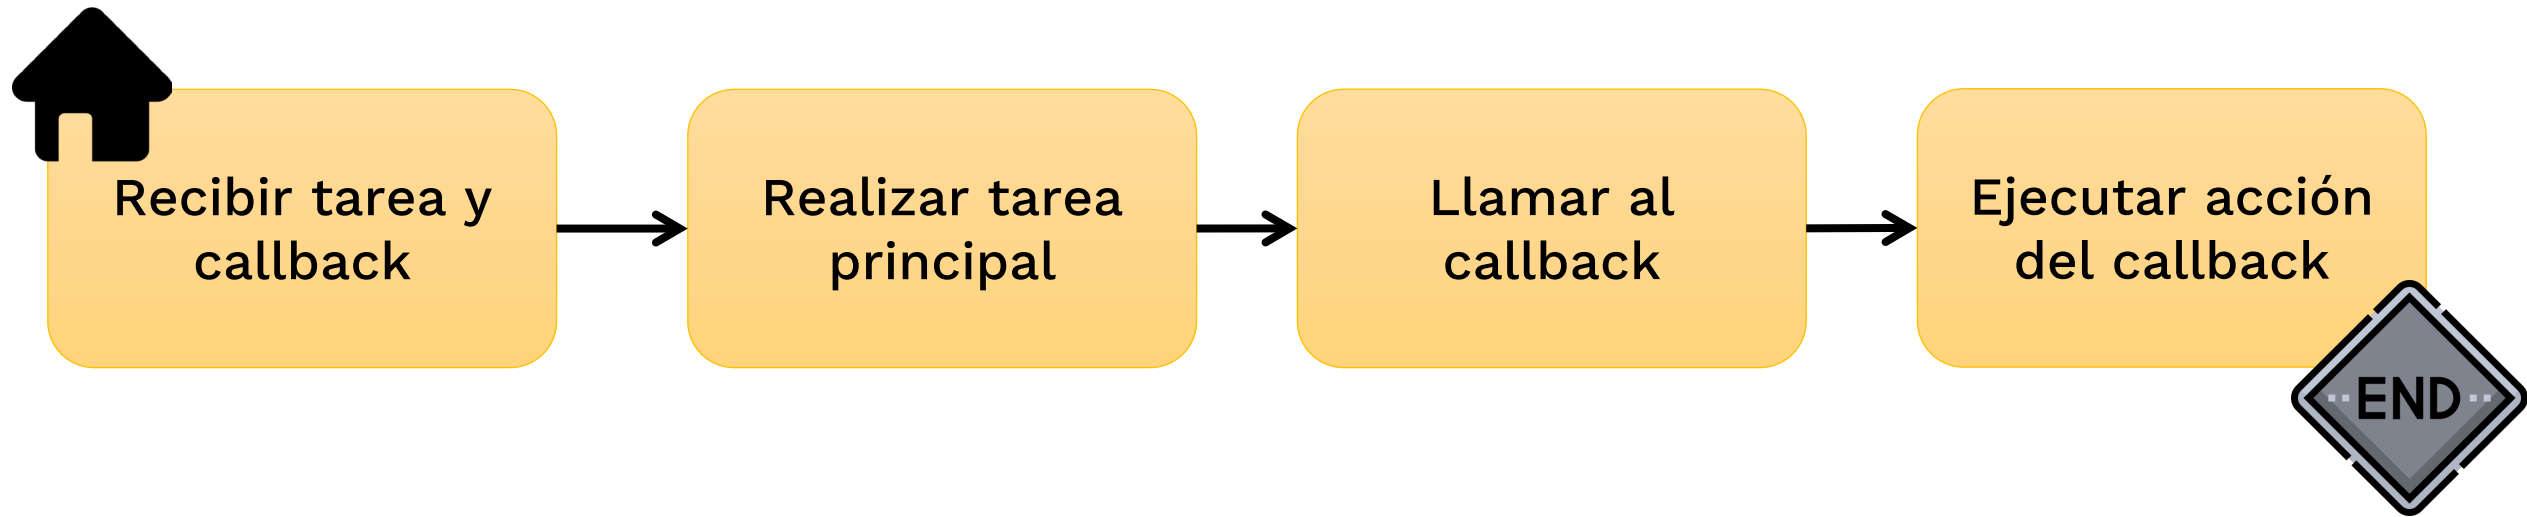 Recibir tarea y
callback
Realizar tarea
principal
Llamar al
callback
Ejecutar acción
del callback
END